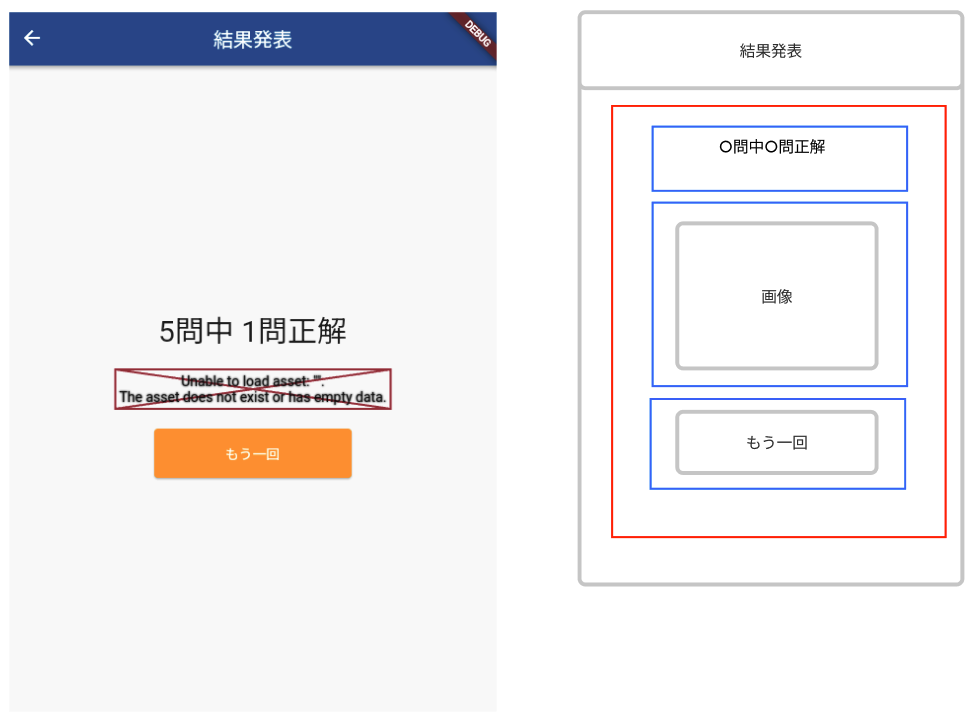 結果発表
DEBUG
5問中 1問正解
Unable to load asset: "".
The asset does not exist or has empty data.
もう一回
結果発表
〇問中〇問正解
画像
もう一回